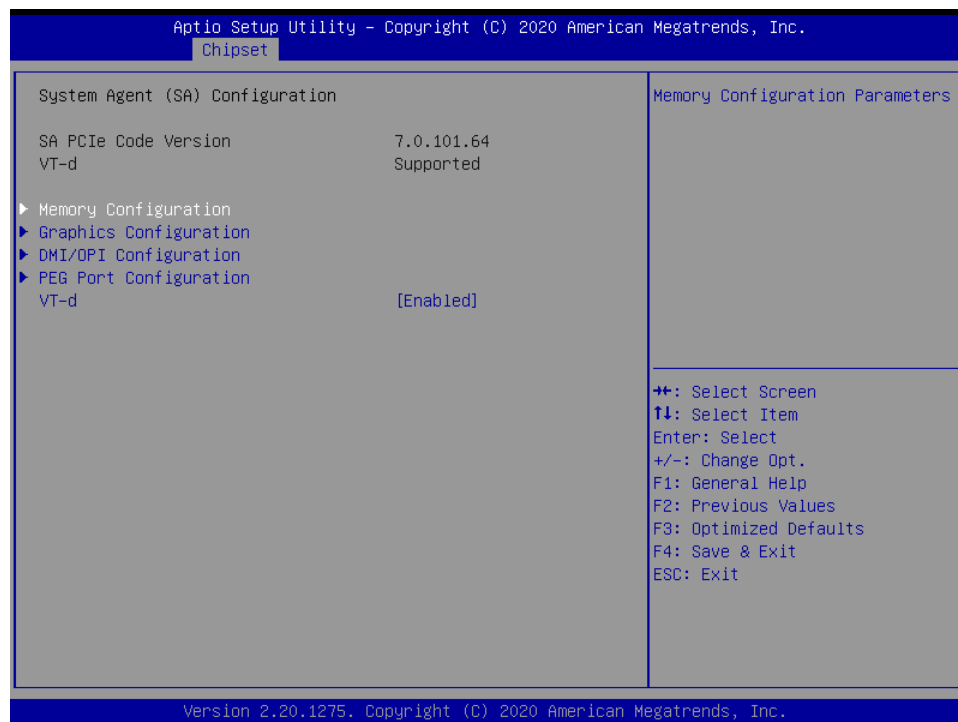 Aptio Setup Utility – Copyright (C) 2020 American Megatrends, Inc.
Chipset
System Agent (SA) Configuration
SA PCIe Code Version 7.0.101.64
VT-d Supported
Memory Configuration
Graphics Configuration
DMI/OPI Configuration
PEG Port Configuration
VT-d [Enabled]
Memory Configuration Parameters
→←: Select Screen
↑↓: Select Item
Enter: Select
+/-: Change Opt.
F1: General Help
F2: Previous Values
F3: Optimized Defaults
F4: Save & Exit
ESC: Exit
Version 2.20.1275. Copyright (C) 2020 American Megatrends, Inc.